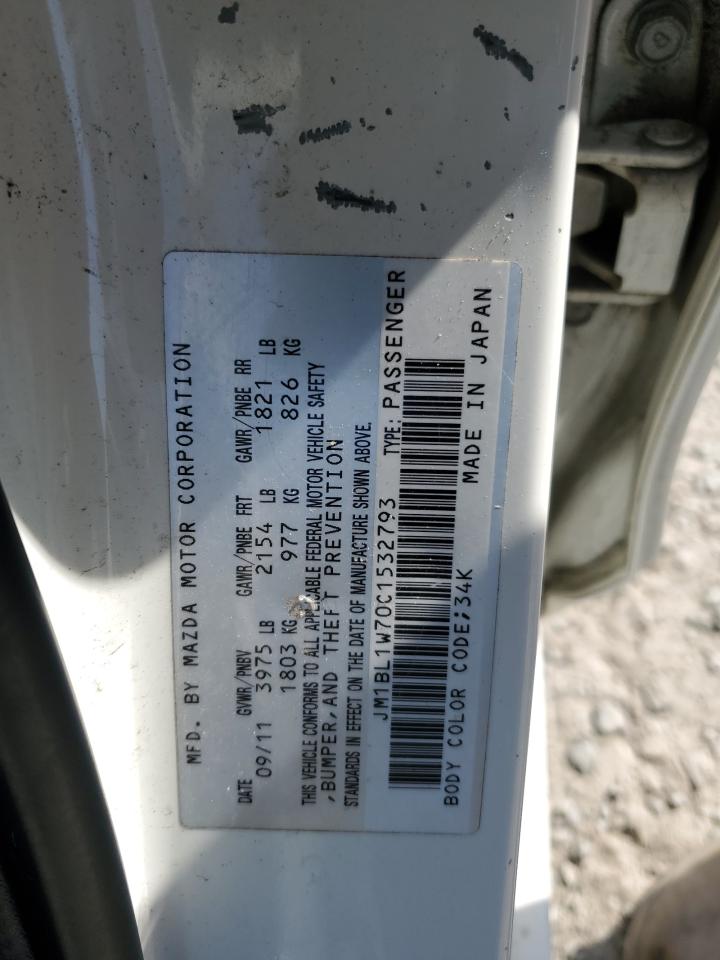 MFD. BY MAZDA MOTOR CORPORATION
DATE GVWR/PNBV GAWR/PNBE FRT GAWR/PNBE RR
09/11 3975 LB 2154 LB 1821 LB
1803 KG 977 KG 826 KG
THIS VEHICLE CONFORMS TO ALL APPLICABLE FEDERAL MOTOR VEHICLE SAFETY
,BUMPER, AND THEFT PREVENTION
STANDARDS IN EFFECT ON THE DATE OF MANUFACTURE SHOWN ABOVE.
JM1BL1W70C1532793 TYPE: PASSENGER
BODY COLOR CODE;34K MADE IN JAPAN